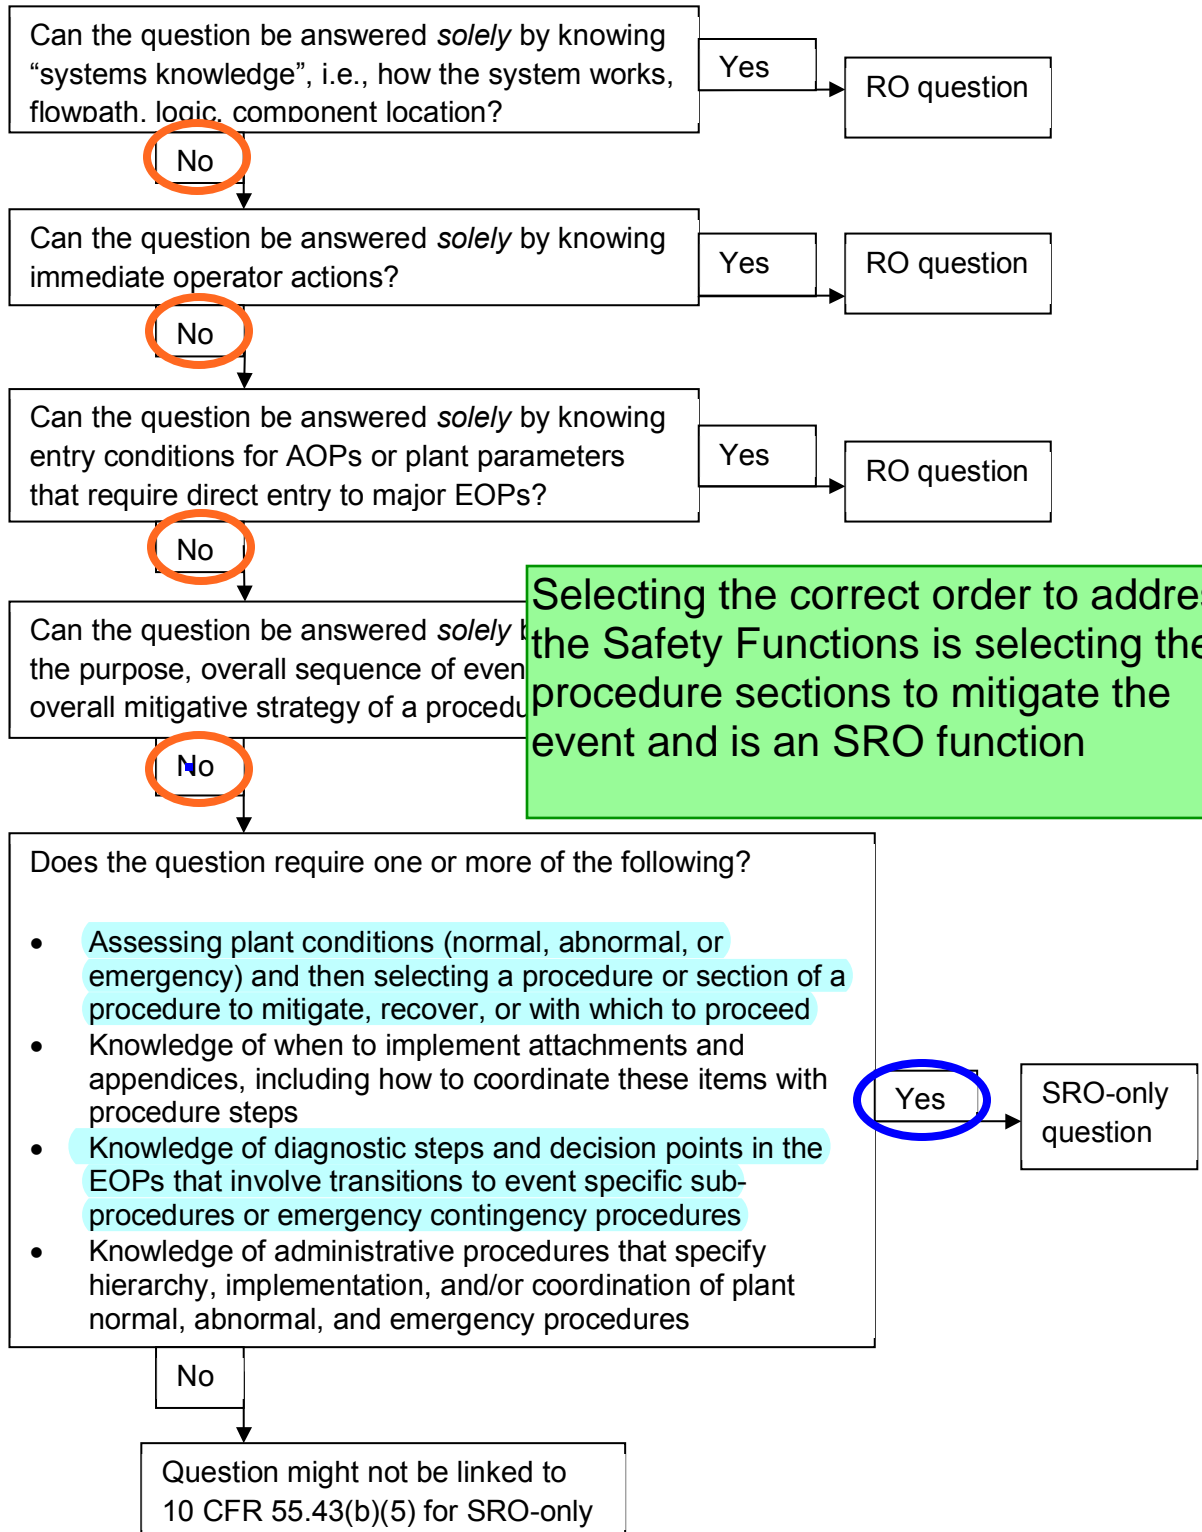 Can the question be answered solely by knowing
“systems knowledge”, i.e., how the system works,
flowpath, logic, component location?
Yes
RO question
No
Can the question be answered solely by knowing
immediate operator actions?
Yes
RO question
No
Can the question be answered solely by knowing
entry conditions for AOPs or plant parameters
that require direct entry to major EOPs?
Yes
RO question
No
Can the question be answered solely
the purpose, overall sequence of
overall mitigative strategy of a
Selecting the correct order to
the Safety Functions is selecting
procedure sections to mitigate the
event and is an SRO function
No
Does the question require one or more of the following?
• Assessing plant conditions (normal, abnormal, or
emergency) and then selecting a procedure or section of a
procedure to mitigate, recover, or with which to proceed
• Knowledge of when to implement attachments and
appendices, including how to coordinate these items with
procedure steps
• Knowledge of diagnostic steps and decision points in the
EOPs that involve transitions to event specific sub-
procedures or emergency contingency procedures
• Knowledge of administrative procedures that specify
hierarchy, implementation, and/or coordination of plant
normal, abnormal, and emergency procedures
Yes
SRO-only
question
No
Question might not be linked to
10 CFR 55.43(b)(5) for SRO-only